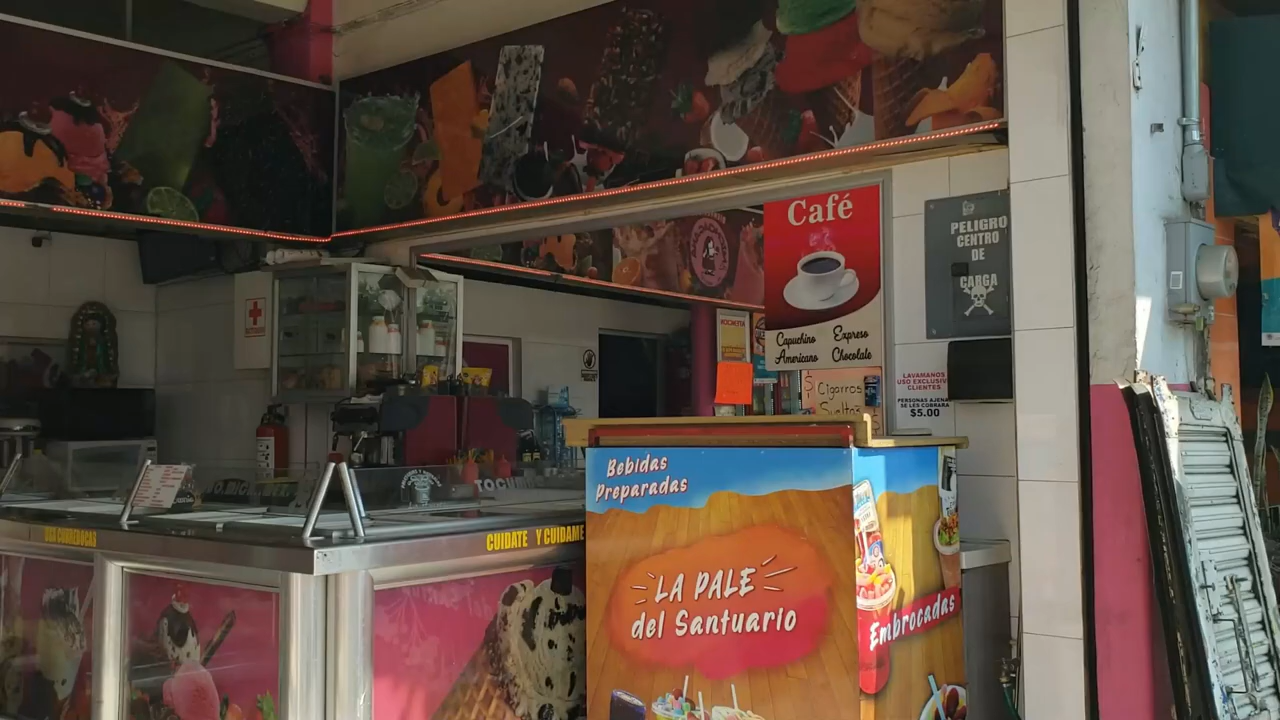 Café
Capuchino Expreso
Americano Chocolate
PELIGRO
CENTRO
DE
CARGA
LAVAMANOS
USO EXCLUSIVO
CLIENTES
PERSONAS AJENAS
SE LES COBRARA
$5.00
Cigarros
Sueltos
Bebidas
Preparadas
LA PALE
del Santuario
Embrocadas
CUIDATE Y CUIDAME